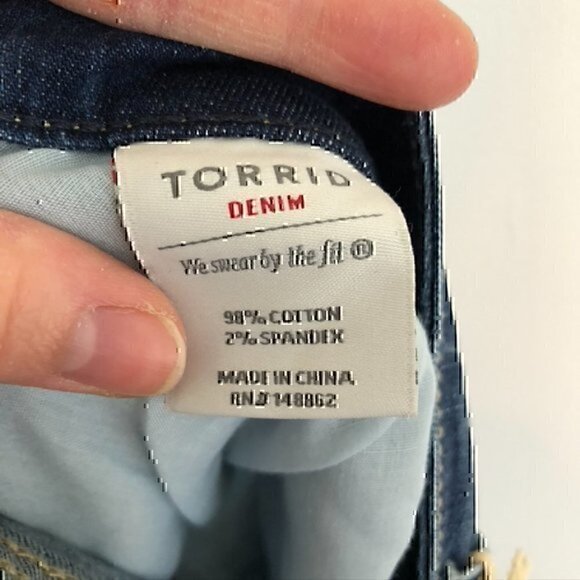 TORRID
DENIM
We swear by the fit ®
98% COTTON
2% SPANDEX
MADE IN CHINA
RN# 148862